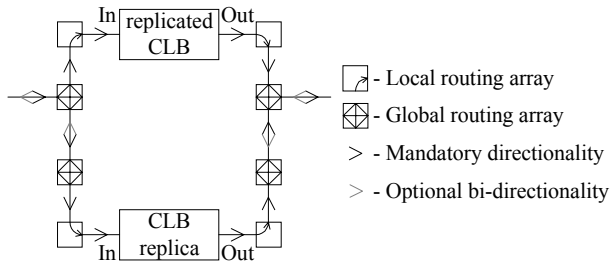 In replicated Out
CLB
- Local routing array
- Global routing array
- Mandatory directionality
- Optional bi-directionality
CLB
In replica Out